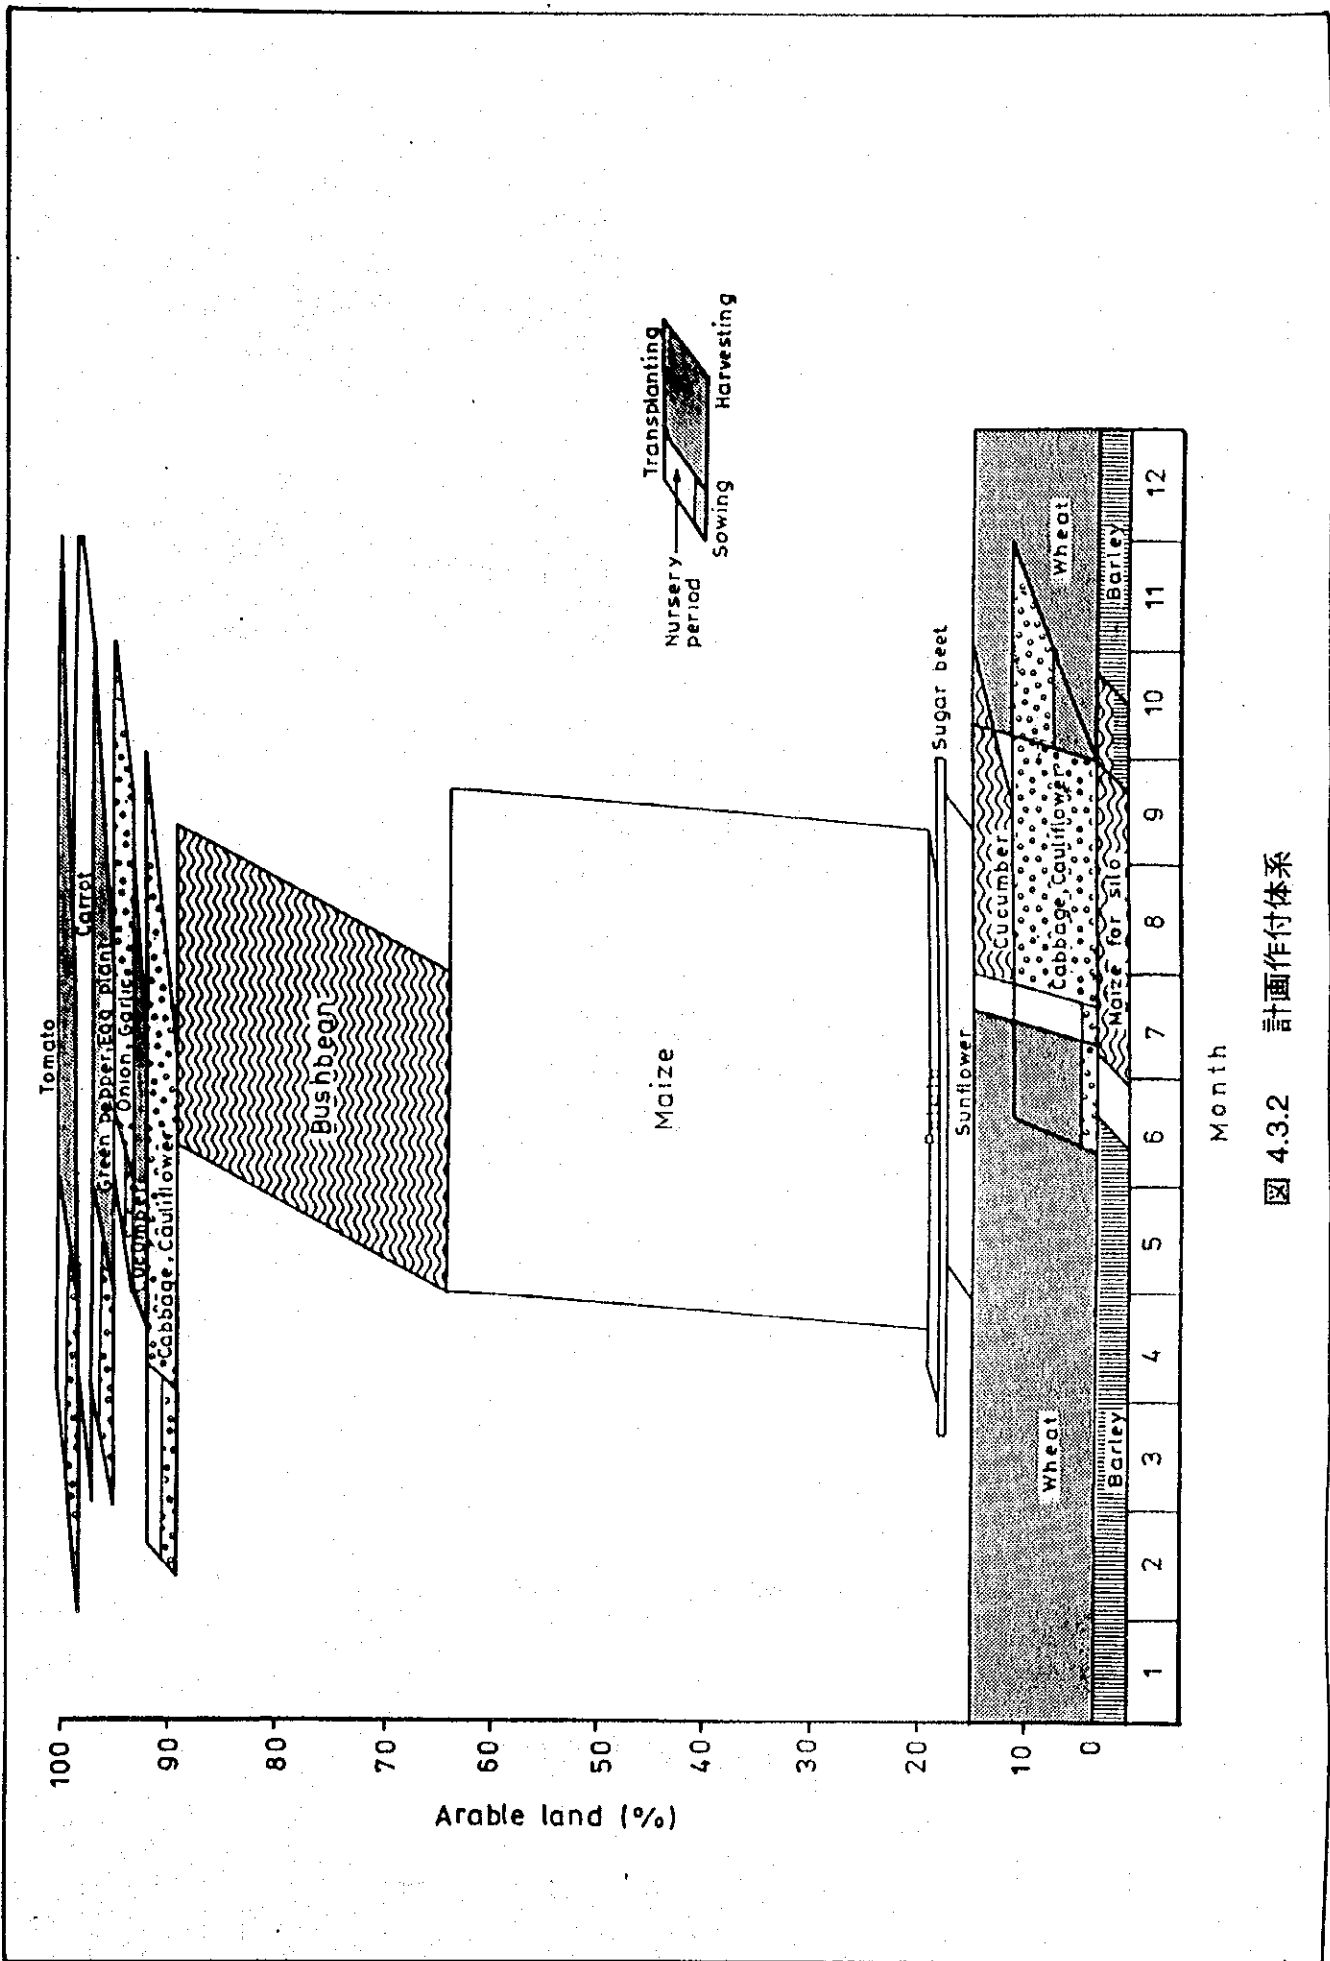 100
90
80
70
60
50
40
30
20
10
0
Arable land (%)
Tomato
Carrot
Green pepper, Egg plant
Onion, Garlic
Cucumber
Cabbage, Cauliflower
Bushbean
Maize
Sugar beet
Sunflower
Wheat
Cucumber
Cabbage, Cauliflower
Wheat
Barley
Maize for silo
Barley
1 2 3 4 5 6 7 8 9 10 11 12
Month
Transplanting
Nursery
period
Sowing
Harvesting
図 4.3.2 計画作付体系